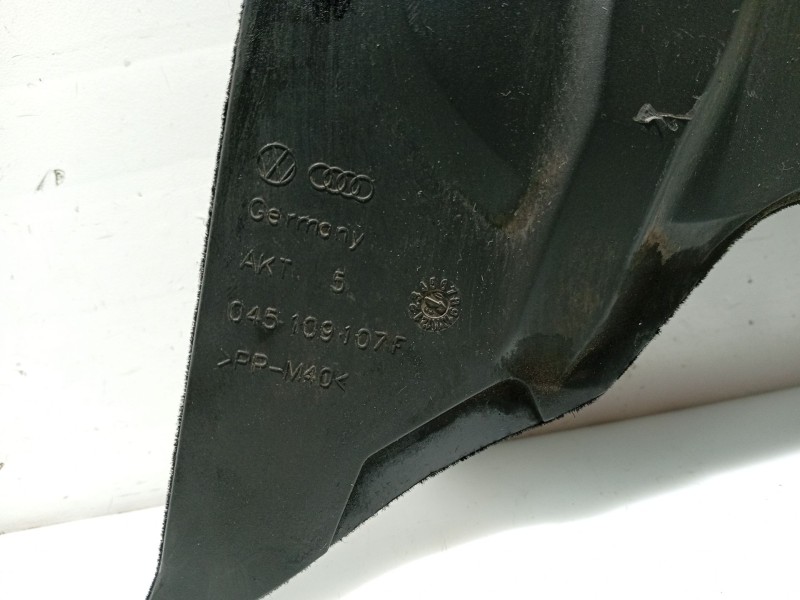 Germany
AKT 5
045 109 107 F
>PP-M40<